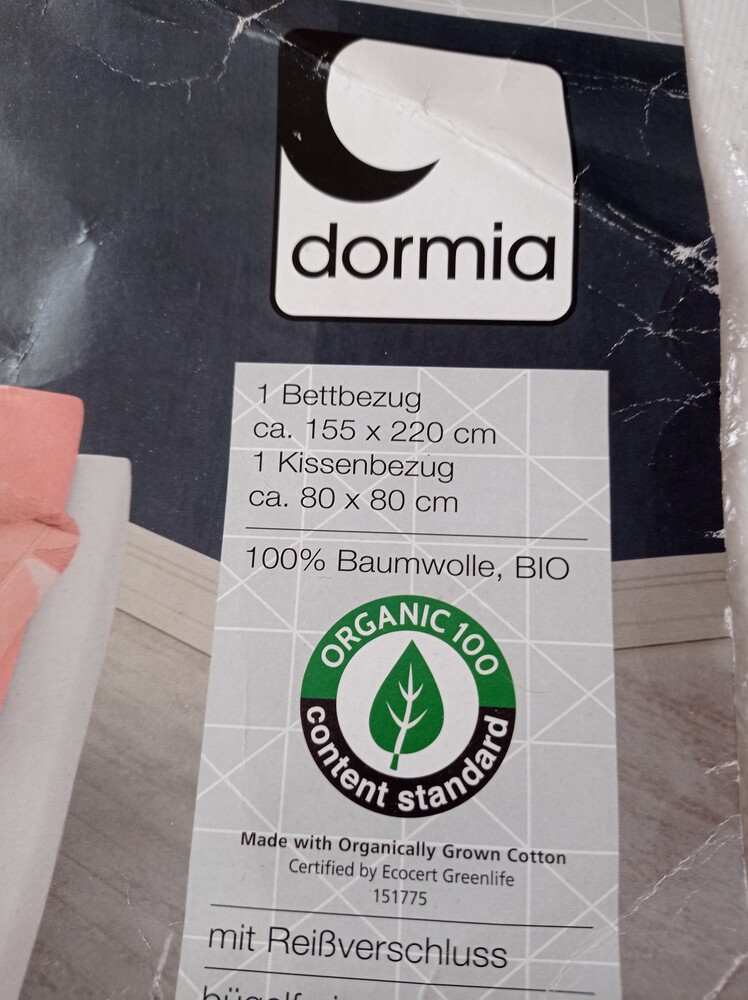 dormia
1 Bettbezug
ca. 155 x 220 cm
1 Kissenbezug
ca. 80 x 80 cm
100% Baumwolle, BIO
ORGANIC 100
content standard
Made with Organically Grown Cotton
Certified by Ecocert Greenlife
151775
mit Reißverschluss